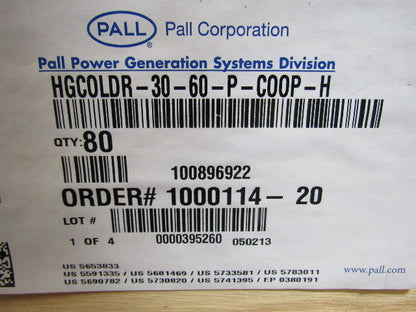 PALL Pall Corporation
Pall Power Generation Systems Division
HGCOLDR-30-60-P-COOP-H
QTY: 80
100896922
ORDER# 1000114-20
LOT #
1 OF 4 0000395260 050213
US 5653833
US 5591335 / US 5681469 / US 5733581 / US 5783011
US 5690782 / US 5730820 / US 5741395 / EP 0380191
www.pall.com